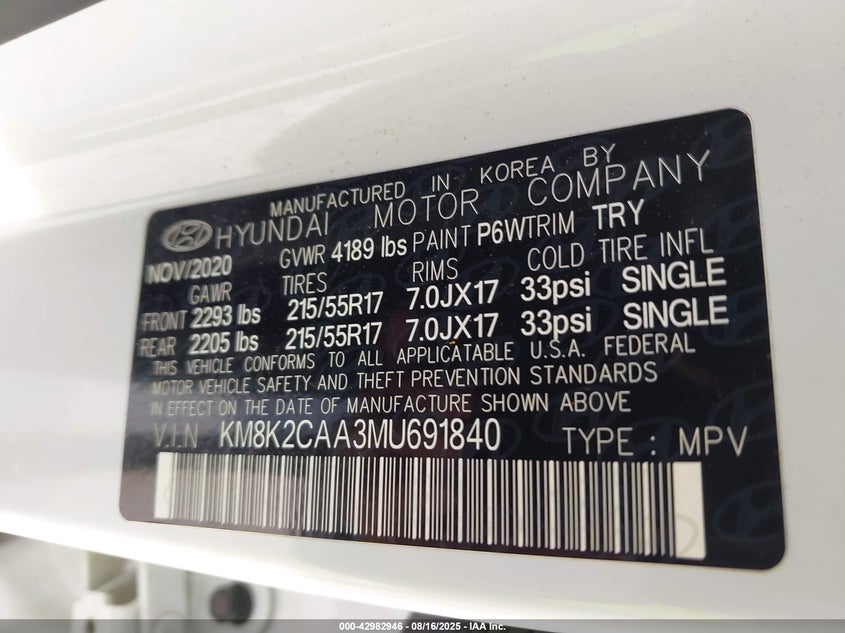 MANUFACTURED IN KOREA BY
HYUNDAI MOTOR COMPANY
NOV/2020 GVWR 4189 lbs PAINT P6W TRIM TRY
GAWR TIRES RIMS COLD TIRE INFL
FRONT 2293 lbs 215/55R17 7.0JX17 33psi SINGLE
REAR 2205 lbs 215/55R17 7.0JX17 33psi SINGLE
THIS VEHICLE CONFORMS TO ALL APPLICATABLE U.S.A. FEDERAL
MOTOR VEHICLE SAFETY AND THEFT PREVENTION STANDARDS
IN EFFECT ON THE DATE OF MANUFACTURE SHOWN ABOVE
V.I.N KM8K2CAA3MU691840 TYPE : MPV
000-42982946 - 08/16/2025 - IAA Inc.